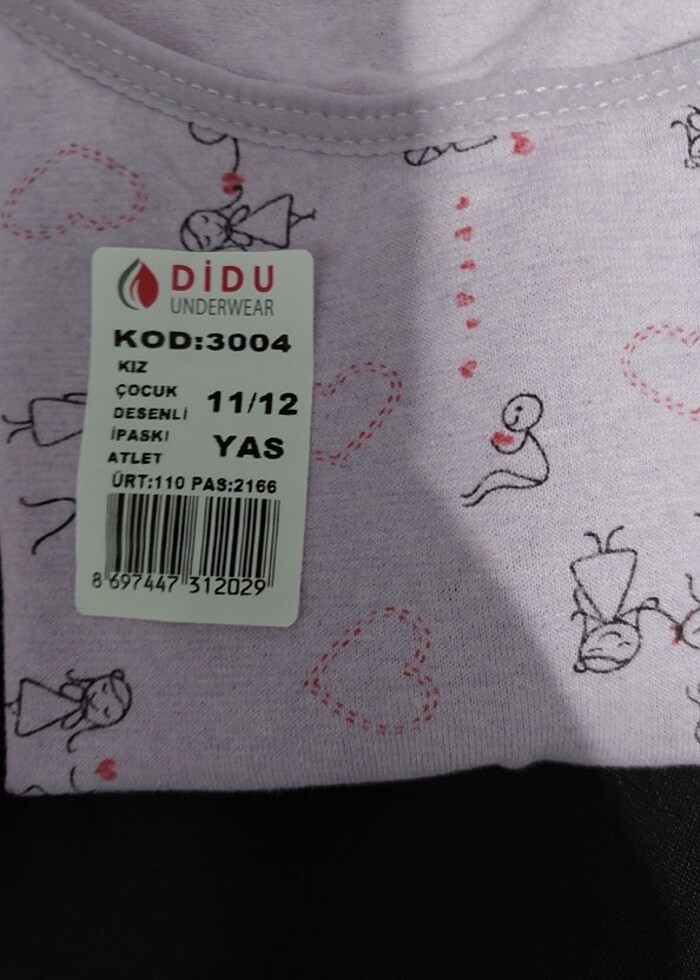 DİDU
UNDERWEAR
KOD:3004
KIZ
ÇOCUK
DESENLİ
İPASKI
ATLET
11/12
YAS
ÜRT:110 PAS:2166
8 697447 312029